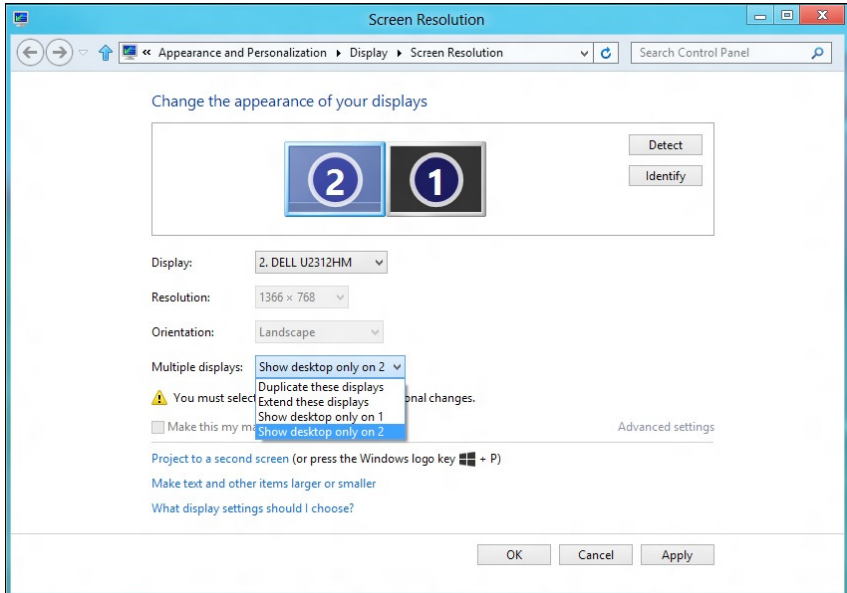 Screen Resolution
« Appearance and Personalization Display Screen Resolution
Search Control Panel
Change the appearance of your displays
2 1
Detect
Identify
Display: 2. DELL U2312HM
Resolution: 1366 × 768
Orientation: Landscape
Multiple displays: Show desktop only on 2
Duplicate these displays
You must select onal changes.
Extend these displays
Show desktop only on 1
Make this my ma Advanced settings
Show desktop only on 2
Project to a second screen (or press the Windows logo key + P)
Make text and other items larger or smaller
What display settings should I choose?
OK Cancel Apply